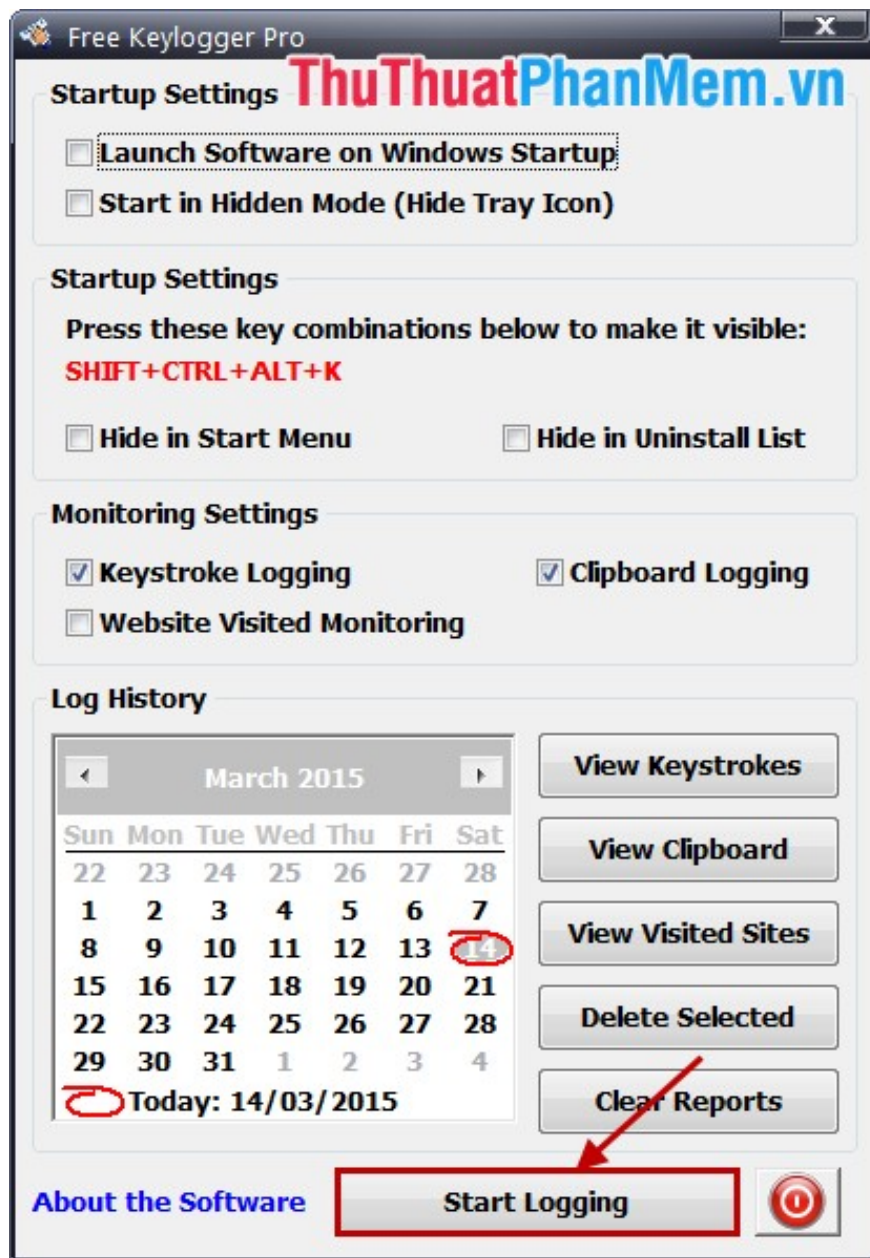 Free Keylogger Pro
ThuThuatPhanMem.vn
Startup Settings
Launch Software on Windows Startup
Start in Hidden Mode (Hide Tray Icon)
Startup Settings
Press these key combinations below to make it visible:
SHIFT+CTRL+ALT+K
Hide in Start Menu Hide in Uninstall List
Monitoring Settings
Keystroke Logging Clipboard Logging
Website Visited Monitoring
Log History
March 2015
Sun Mon Tue Wed Thu Fri Sat
22 23 24 25 26 27 28
1 2 3 4 5 6 7
8 9 10 11 12 13 14
15 16 17 18 19 20 21
22 23 24 25 26 27 28
29 30 31 1 2 3 4
Today: 14/03/2015
View Keystrokes
View Clipboard
View Visited Sites
Delete Selected
Clear Reports
About the Software
Start Logging